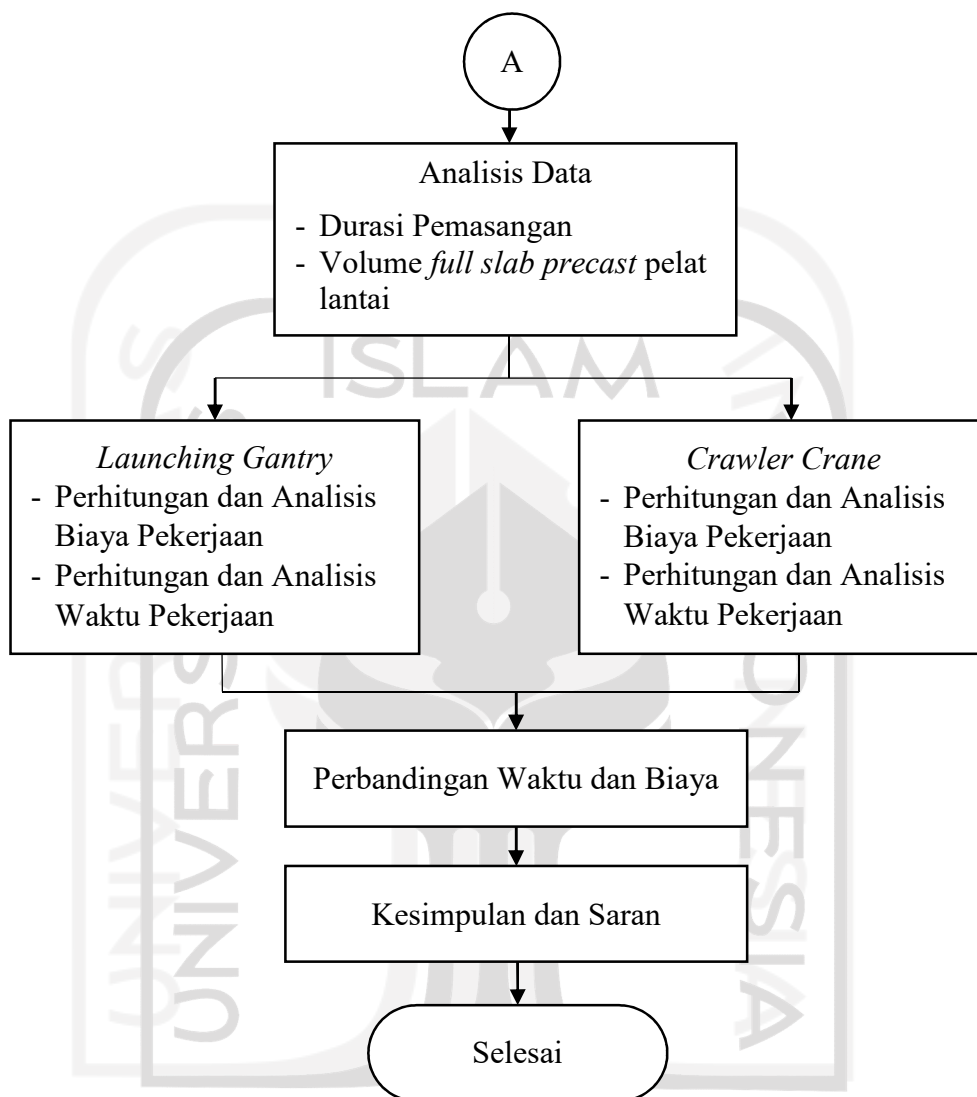 A
Analisis Data
- Durasi Pemasangan
- Volume full slab precast pelat
lantai
Launching Gantry
- Perhitungan dan Analisis
Biaya Pekerjaan
- Perhitungan dan Analisis
Waktu Pekerjaan
Crawler Crane
- Perhitungan dan Analisis
Biaya Pekerjaan
- Perhitungan dan Analisis
Waktu Pekerjaan
Perbandingan Waktu dan Biaya
Kesimpulan dan Saran
Selesai
ISLAM